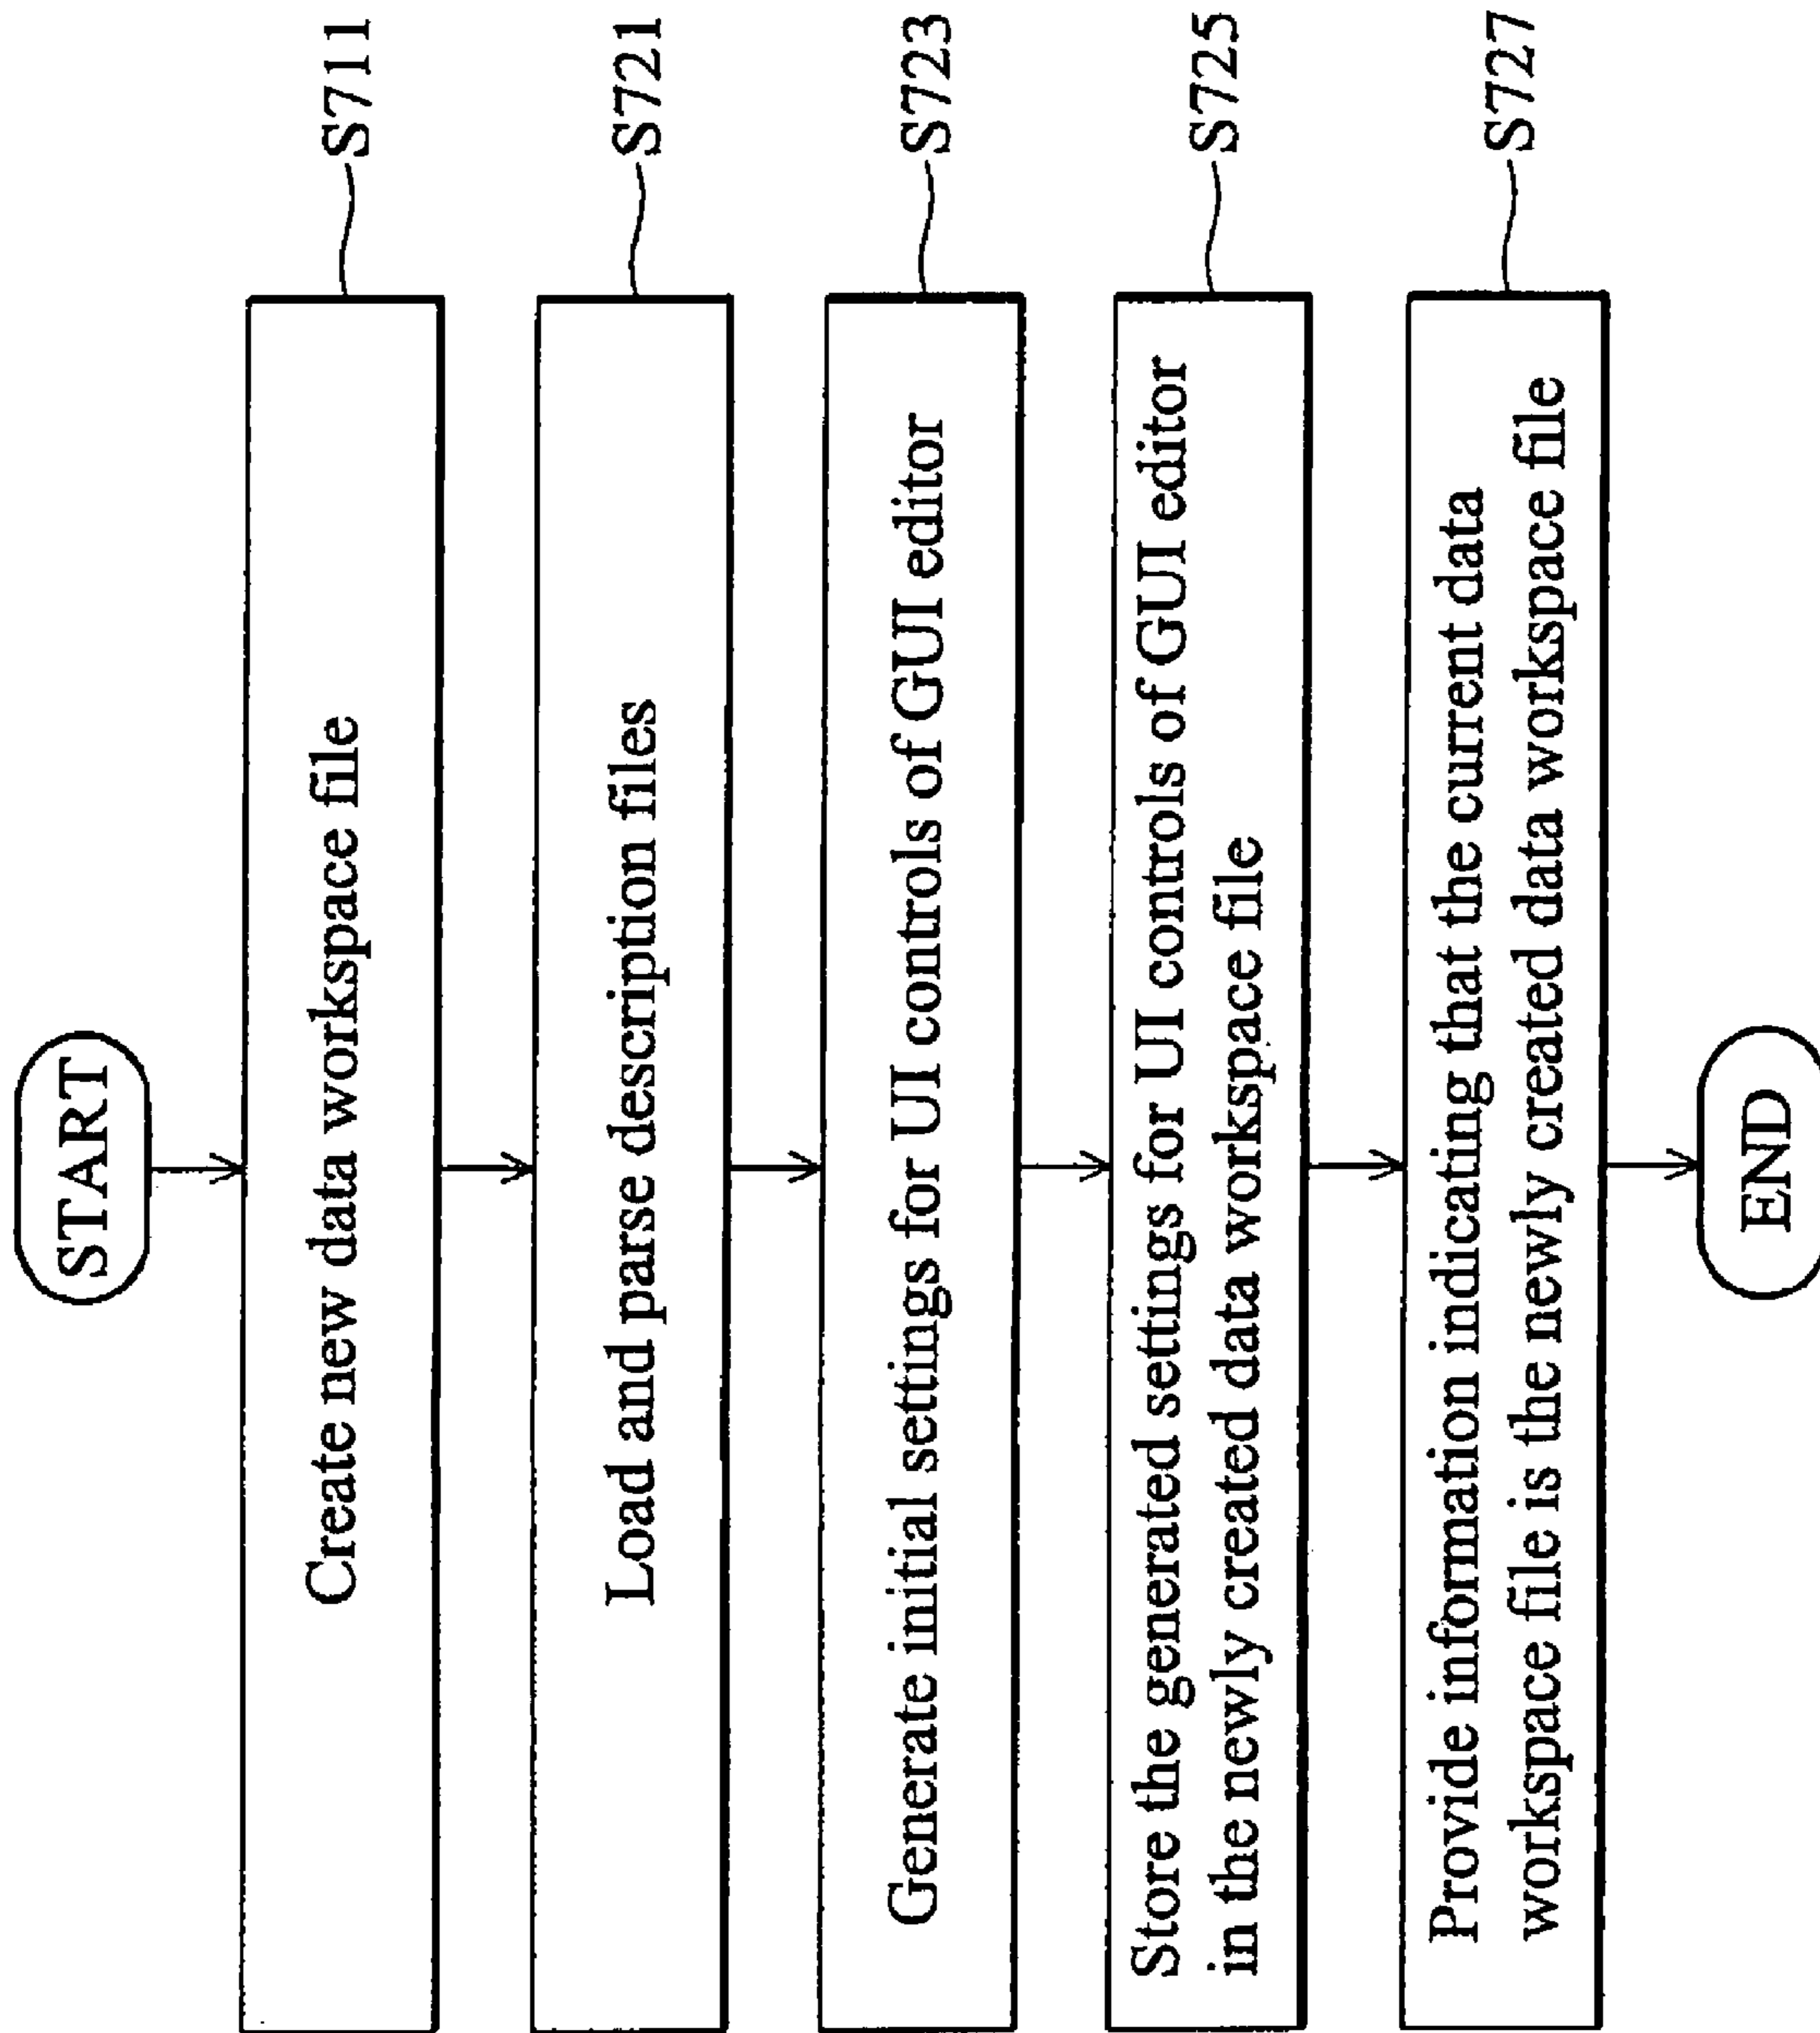 START
Create new data workspace file
S711
Load and parse description files
S721
Generate initial settings for UI controls of GUI editor
S723
Store the generated settings for UI controls of GUI editor
in the newly created data workspace file
S725
Provide information indicating that the current data
workspace file is the newly created data workspace file
S727
END